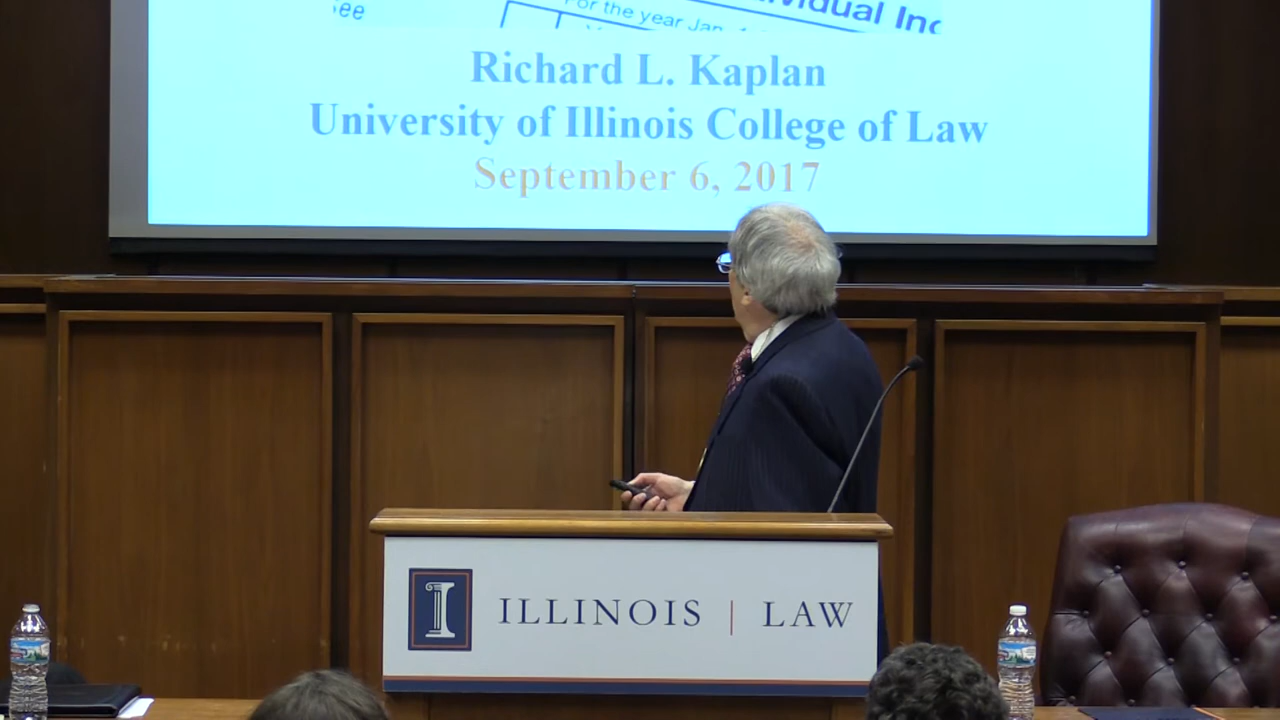 For the year Jan.
Richard L. Kaplan
University of Illinois College of Law
September 6, 2017
I
ILLINOIS | LAW